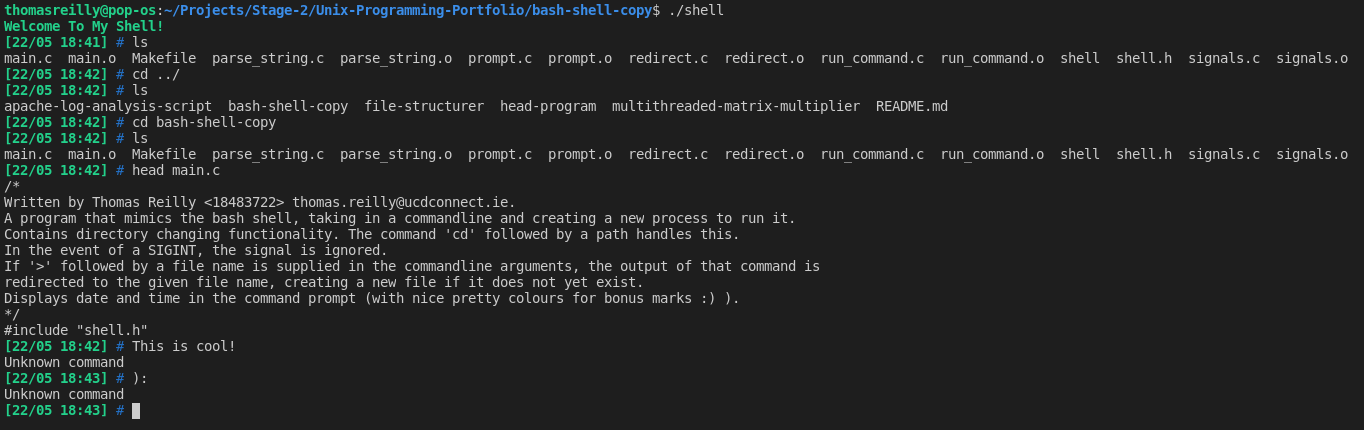 thomasreilly@pop-os:~/Projects/Stage-2/Unix-Programming-Portfolio/bash-shell-copy$ ./shell
Welcome To My Shell!
[22/05 18:41] # ls
main.c  main.o  Makefile  parse_string.c  parse_string.o  prompt.c  prompt.o  redirect.c  redirect.o  run_command.c  run_command.o  shell  shell.h  signals.c  signals.o
[22/05 18:42] # cd ../
[22/05 18:42] # ls
apache-log-analysis-script  bash-shell-copy  file-structurer  head-program  multithreaded-matrix-multiplier  README.md
[22/05 18:42] # cd bash-shell-copy
[22/05 18:42] # ls
main.c  main.o  Makefile  parse_string.c  parse_string.o  prompt.c  prompt.o  redirect.c  redirect.o  run_command.c  run_command.o  shell  shell.h  signals.c  signals.o
[22/05 18:42] # head main.c
/*
Written by Thomas Reilly <18483722> thomas.reilly@ucdconnect.ie.
A program that mimics the bash shell, taking in a commandline and creating a new process to run it.
Contains directory changing functionality. The command 'cd' followed by a path handles this.
In the event of a SIGINT, the signal is ignored.
If '>' followed by a file name is supplied in the commandline arguments, the output of that command is
redirected to the given file name, creating a new file if it does not yet exist.
Displays date and time in the command prompt (with nice pretty colours for bonus marks :) ).
*/
#include "shell.h"
[22/05 18:42] # This is cool!
Unknown command
[22/05 18:43] # ):
Unknown command
[22/05 18:43] #